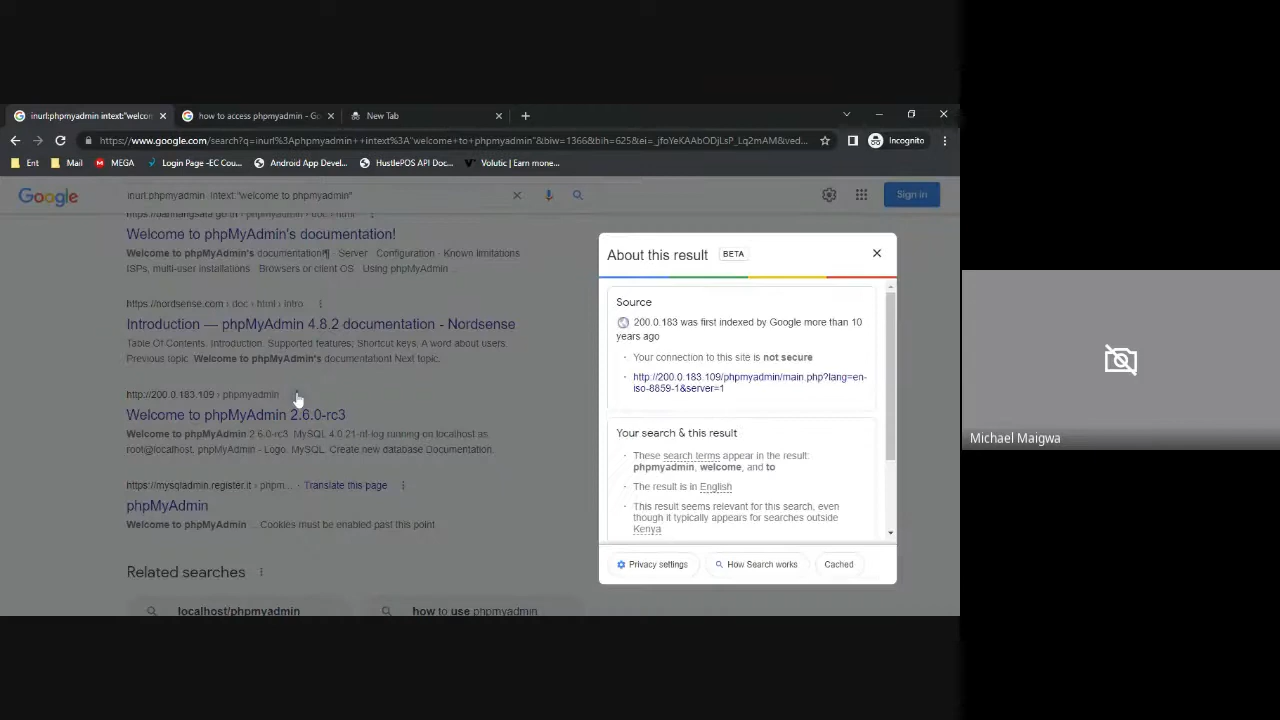 inurl:phpmyadmin intext:"welcon
how to access phpmyadmin - Go
New Tab
https://www.google.com/search?q=inurl%3Aphpmyadmin++intext%3A"welcome+to+phpmyadmin"&biw=1366&bih=625&ei=_jfoYeKAAbODjLsP_Lq2mAM&ved...
Incognito
Ent
Mail
MEGA
Login Page -EC Cou...
Android App Devel...
HustlePOS API Doc...
Volutic | Earn mone...
Google
inurl:phpmyadmin intext:"welcome to phpmyadmin"
Sign in
› phpmyadmin › doc › html
Welcome to phpMyAdmin's documentation!
Welcome to phpMyAdmin's documentation!¶ · Server · Configuration · Known limitations
ISPs, multi-user installations · Browsers or client OS · Using phpMyAdmin ...
https://nordsense.com › doc › html › intro
Introduction — phpMyAdmin 4.8.2 documentation - Nordsense
Table Of Contents. Introduction. Supported features; Shortcut keys; A word about users.
Previous topic. Welcome to phpMyAdmin's documentation! Next topic.
http://200.0.183.109 › phpmyadmin
Welcome to phpMyAdmin 2.6.0-rc3
Welcome to phpMyAdmin 2.6.0-rc3. MySQL 4.0.21-nt-log running on localhost as
root@localhost. phpMyAdmin - Logo. MySQL. Create new database Documentation.
https://mysqladmin.register.it › phpm... · Translate this page
phpMyAdmin
Welcome to phpMyAdmin ... Cookies must be enabled past this point.
Related searches
localhost/phpmyadmin
how to use phpmyadmin
About this result
BETA
Source
200.0.183 was first indexed by Google more than 10
years ago
Your connection to this site is not secure
http://200.0.183.109/phpmyadmin/main.php?lang=en-
iso-8859-1&server=1
Your search & this result
These search terms appear in the result:
phpmyadmin, welcome, and to
The result is in English
This result seems relevant for this search, even
though it typically appears for searches outside
Kenya
Privacy settings
How Search works
Cached
Michael Maigwa